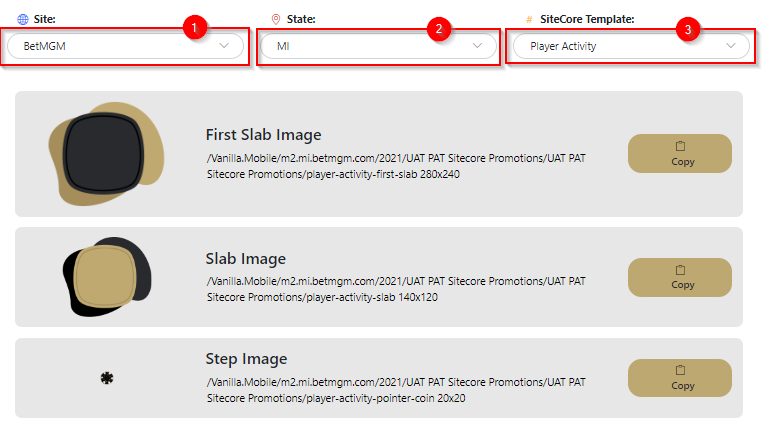 Site:
1
State:
2
# SiteCore Template:
3
BetMGM
MI
Player Activity
First Slab Image
/Vanilla.Mobile/m2.mi.betmgm.com/2021/UAT PAT Sitecore Promotions/UAT PAT
Sitecore Promotions/player-activity-first-slab 280x240
Copy
Slab Image
/Vanilla.Mobile/m2.mi.betmgm.com/2021/UAT PAT Sitecore Promotions/UAT PAT
Sitecore Promotions/player-activity-slab 140x120
Copy
Step Image
/Vanilla.Mobile/m2.mi.betmgm.com/2021/UAT PAT Sitecore Promotions/UAT PAT
Sitecore Promotions/player-activity-pointer-coin 20x20
Copy